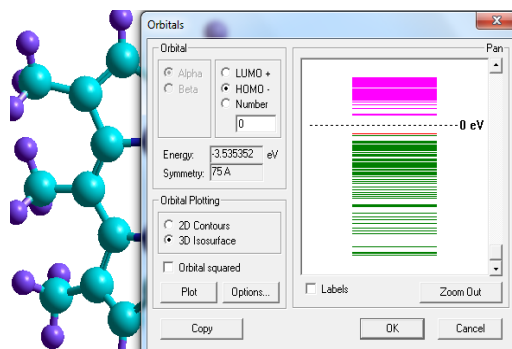 Orbitals
x
Orbital
Alpha
Beta
LUMO +
HOMO -
Number
0
Energy: -3.535352 eV
Symmetry: 75 A
Orbital Plotting
2D Contours
3D Isosurface
Orbital squared
Plot Options...
Copy
Pan
0 eV
Labels
Zoom Out
OK Cancel